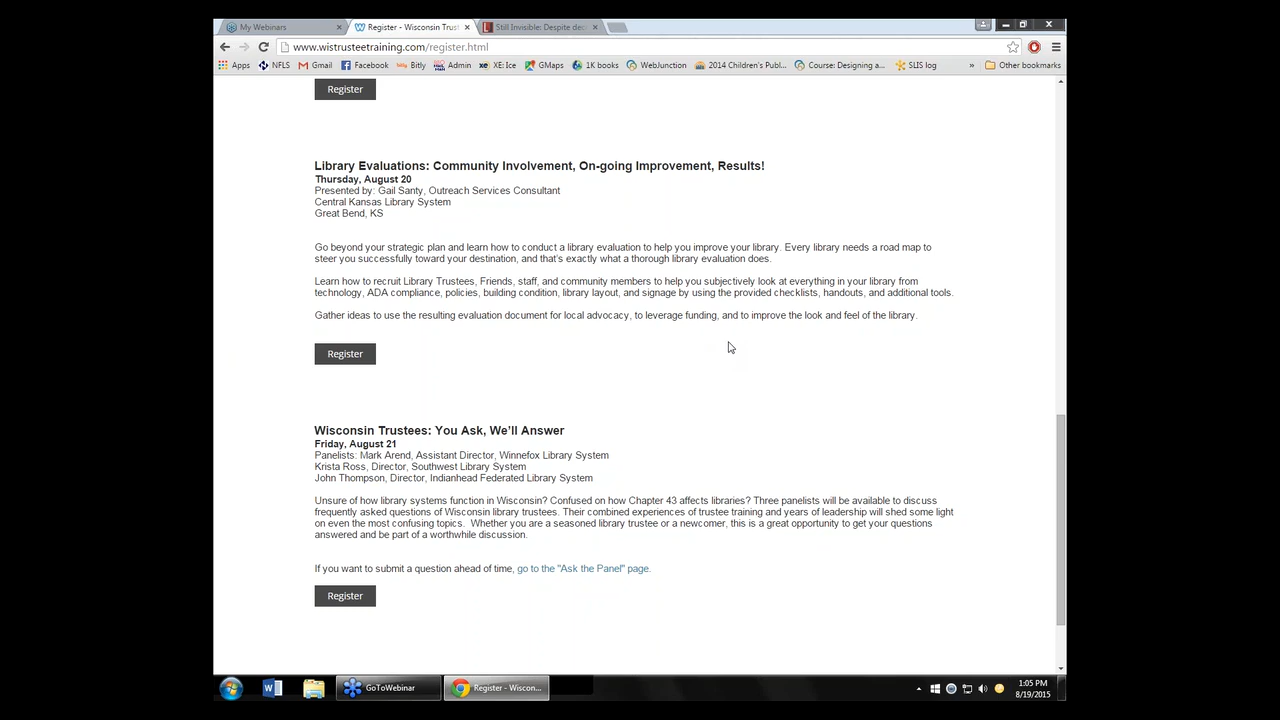 My Webinars
Register - Wisconsin Trust
Still Invisible: Despite dec
www.wistrusteetraining.com/register.html
Apps NFLS Gmail Facebook Bitly Admin XE: Ice GMaps 1K books WebJunction 2014 Children's Publ... Course: Designing a... SLIS log » Other bookmarks
Register
Library Evaluations: Community Involvement, On-going Improvement, Results!
Thursday, August 20
Presented by: Gail Santy, Outreach Services Consultant
Central Kansas Library System
Great Bend, KS
Go beyond your strategic plan and learn how to conduct a library evaluation to help you improve your library. Every library needs a road map to
steer you successfully toward your destination, and that's exactly what a thorough library evaluation does.
Learn how to recruit Library Trustees, Friends, staff, and community members to help you subjectively look at everything in your library from
technology, ADA compliance, policies, building condition, library layout, and signage by using the provided checklists, handouts, and additional tools.
Gather ideas to use the resulting evaluation document for local advocacy, to leverage funding, and to improve the look and feel of the library.
Register
Wisconsin Trustees: You Ask, We'll Answer
Friday, August 21
Panelists: Mark Arend, Assistant Director, Winnefox Library System
Krista Ross, Director, Southwest Library System
John Thompson, Director, Indianhead Federated Library System
Unsure of how library systems function in Wisconsin? Confused on how Chapter 43 affects libraries? Three panelists will be available to discuss
frequently asked questions of Wisconsin library trustees. Their combined experiences of trustee training and years of leadership will shed some light
on even the most confusing topics. Whether you are a seasoned library trustee or a newcomer, this is a great opportunity to get your questions
answered and be part of a worthwhile discussion.
If you want to submit a question ahead of time, go to the "Ask the Panel" page.
Register
GoToWebinar
Register - Wiscon...
1:05 PM
8/19/2015